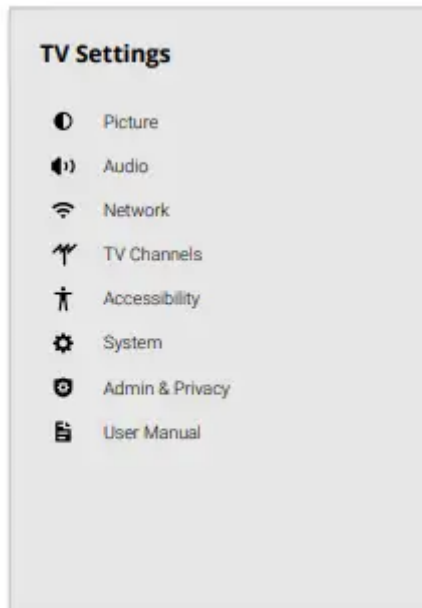 TV Settings
Picture
Audio
Network
TV Channels
Accessibility
System
Admin & Privacy
User Manual